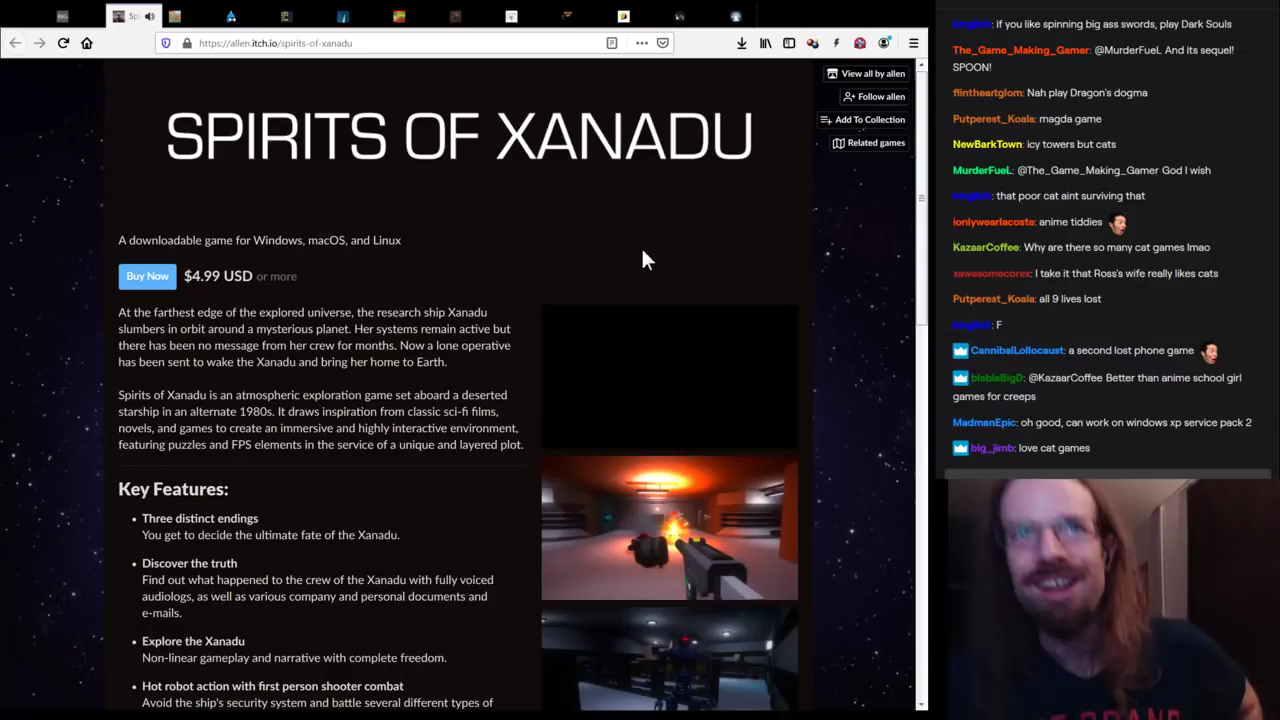 Sp
https://allen.itch.io/spirits-of-xanadu
View all by allen
Follow allen
Add To Collection
Related games
SPIRITS OF XANADU
A downloadable game for Windows, macOS, and Linux
Buy Now $4.99 USD or more
At the farthest edge of the explored universe, the research ship Xanadu
slumbers in orbit around a mysterious planet. Her systems remain active but
there has been no message from her crew for months. Now a lone operative
has been sent to wake the Xanadu and bring her home to Earth.
Spirits of Xanadu is an atmospheric exploration game set aboard a deserted
starship in an alternate 1980s. It draws inspiration from classic sci-fi films,
novels, and games to create an immersive and highly interactive environment,
featuring puzzles and FPS elements in the service of a unique and layered plot.
Key Features:
• Three distinct endings
You get to decide the ultimate fate of the Xanadu.
• Discover the truth
Find out what happened to the crew of the Xanadu with fully voiced
audiologs, as well as various company and personal documents and
e-mails.
• Explore the Xanadu
Non-linear gameplay and narrative with complete freedom.
• Hot robot action with first person shooter combat
Avoid the ship's security system and battle several different types of
: if you like spinning big ass swords, play Dark Souls
The_Game_Making_Gamer: @MurderFueL And its sequel!
SPOON!
flintheartglom: Nah play Dragon's dogma
Putperest_Koala: magda game
NewBarkTown: icy towers but cats
MurderFueL: @The_Game_Making_Gamer God I wish
: that poor cat aint surviving that
ionlywearlacoste: anime tiddies
KazaarCoffee: Why are there so many cat games lmao
xawesomecorex: I take it that Ross's wife really likes cats
Putperest_Koala: all 9 lives lost
: F
CannibalLollocaust: a second lost phone game
blablaBigD: @KazaarCoffee Better than anime school girl
games for creeps
MadmanEpic: oh good, can work on windows xp service pack 2
big_jimb: love cat games